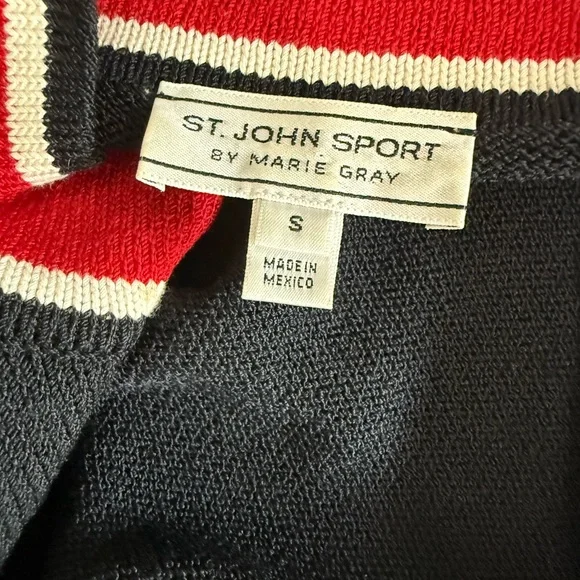 ST. JOHN SPORT
BY MARIE GRAY
S
MADE IN
MEXICO